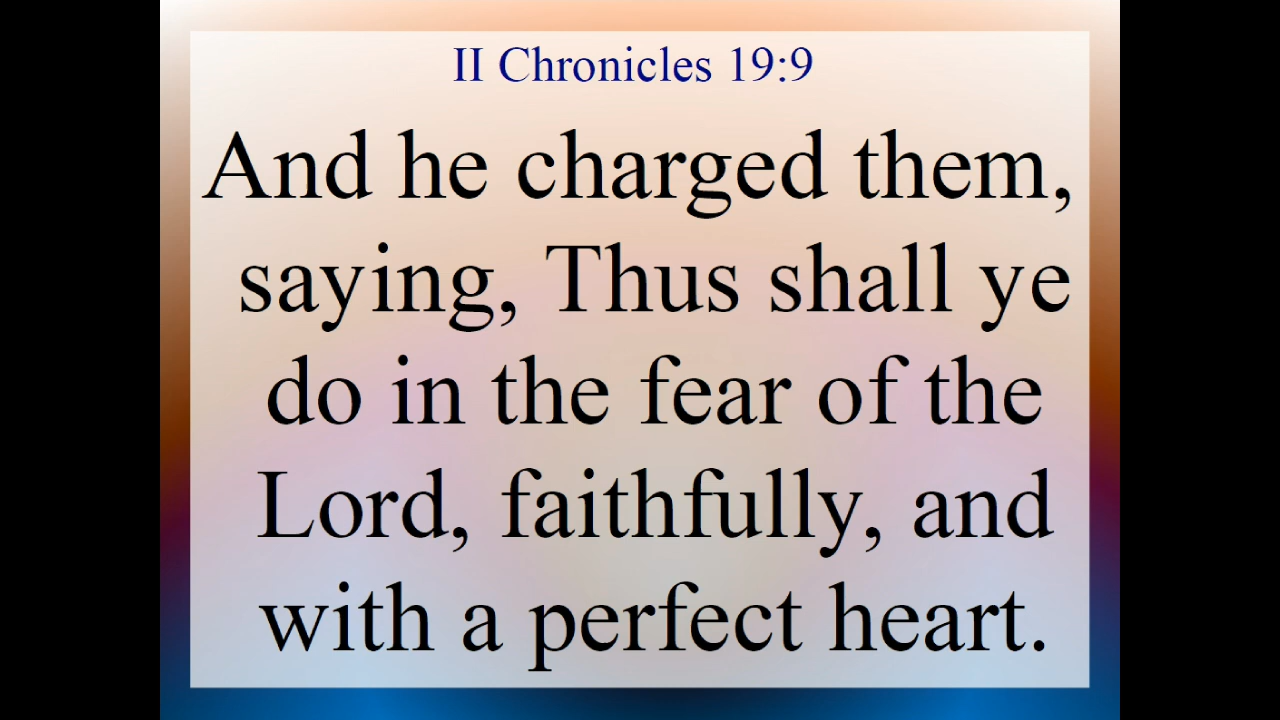 II Chronicles 19:9
And he charged them,
saying, Thus shall ye
do in the fear of the
Lord, faithfully, and
with a perfect heart.